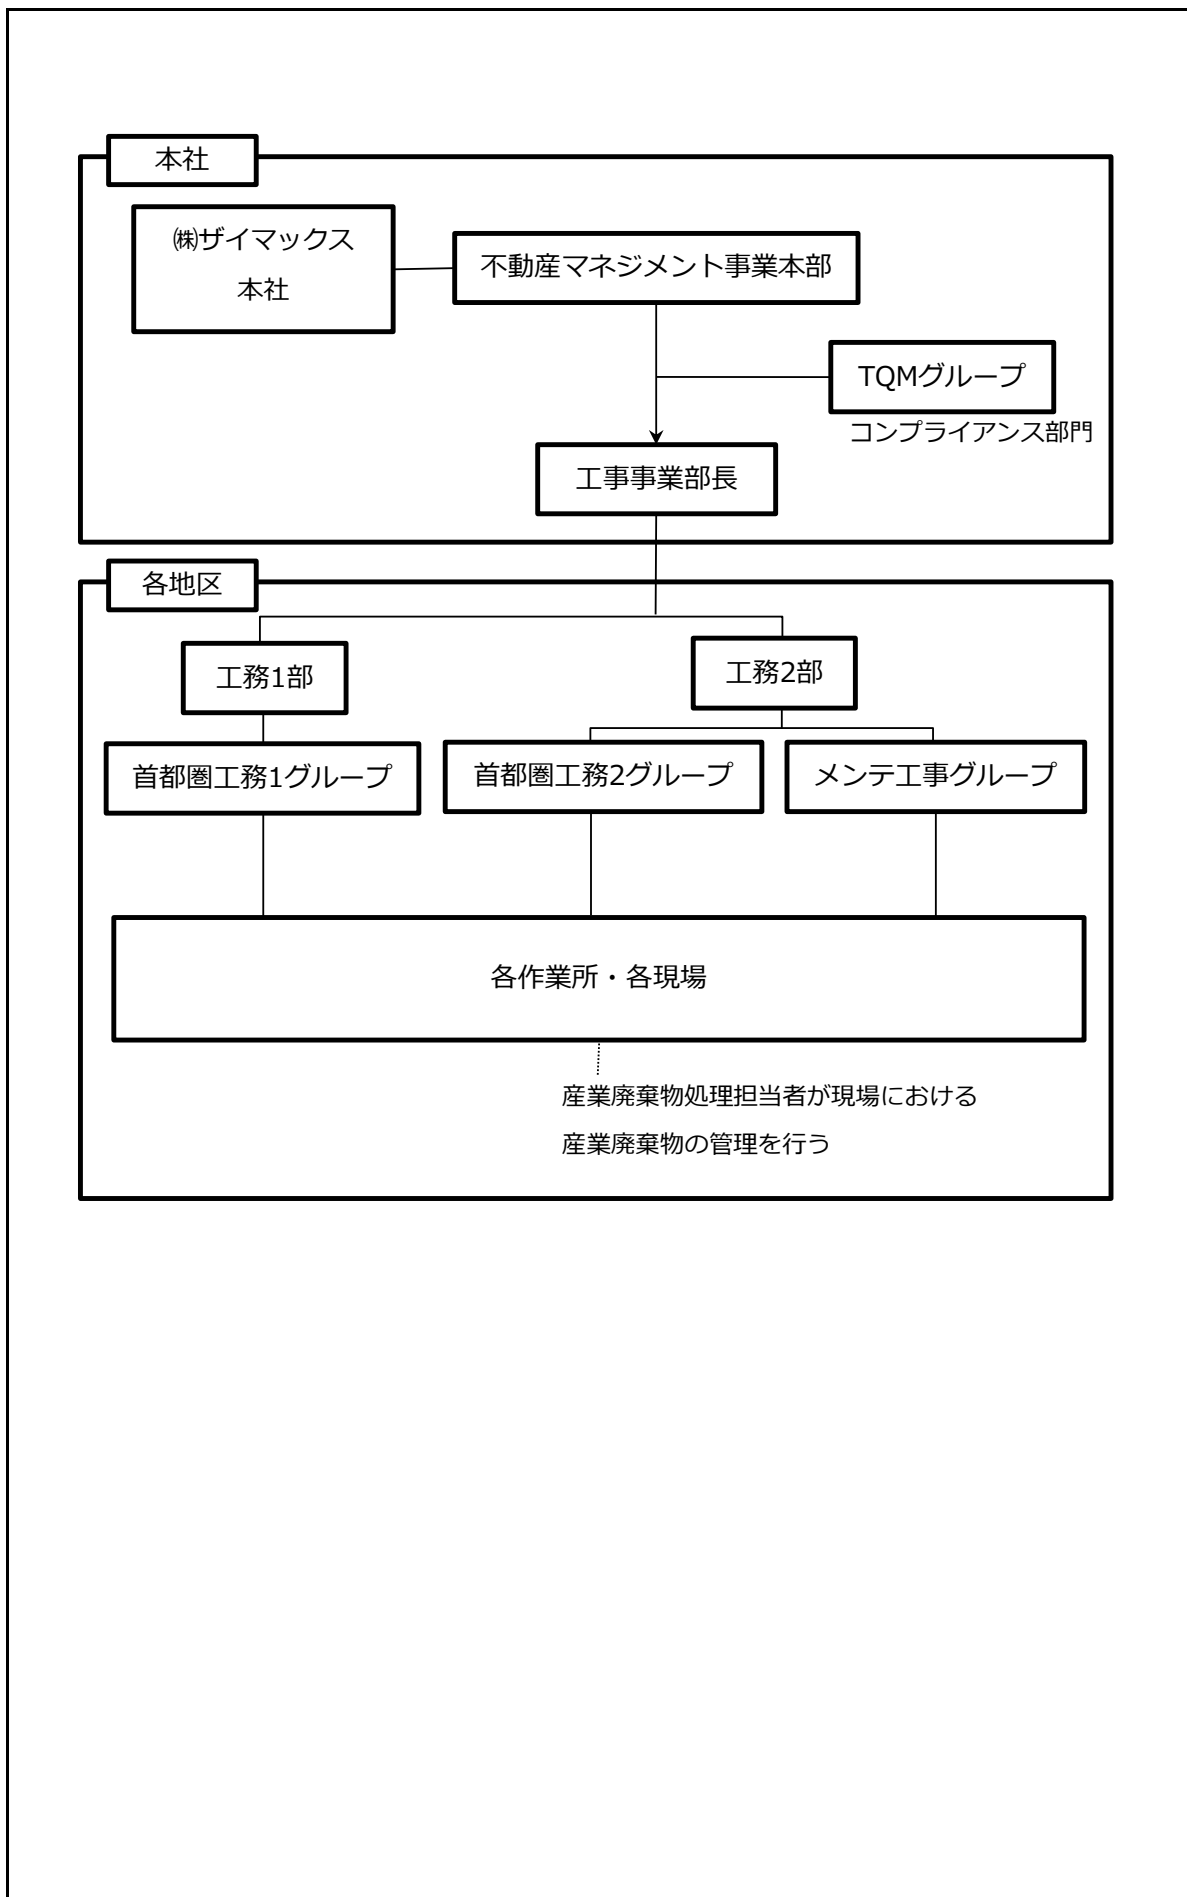 本社
㈱ザイマックス
本社
不動産マネジメント事業本部
TQMグループ
コンプライアンス部門
工事事業部長
各地区
工務1部
工務2部
首都圏工務1グループ
首都圏工務2グループ
メンテ工事グループ
各作業所・各現場
産業廃棄物処理担当者が現場における
産業廃棄物の管理を行う